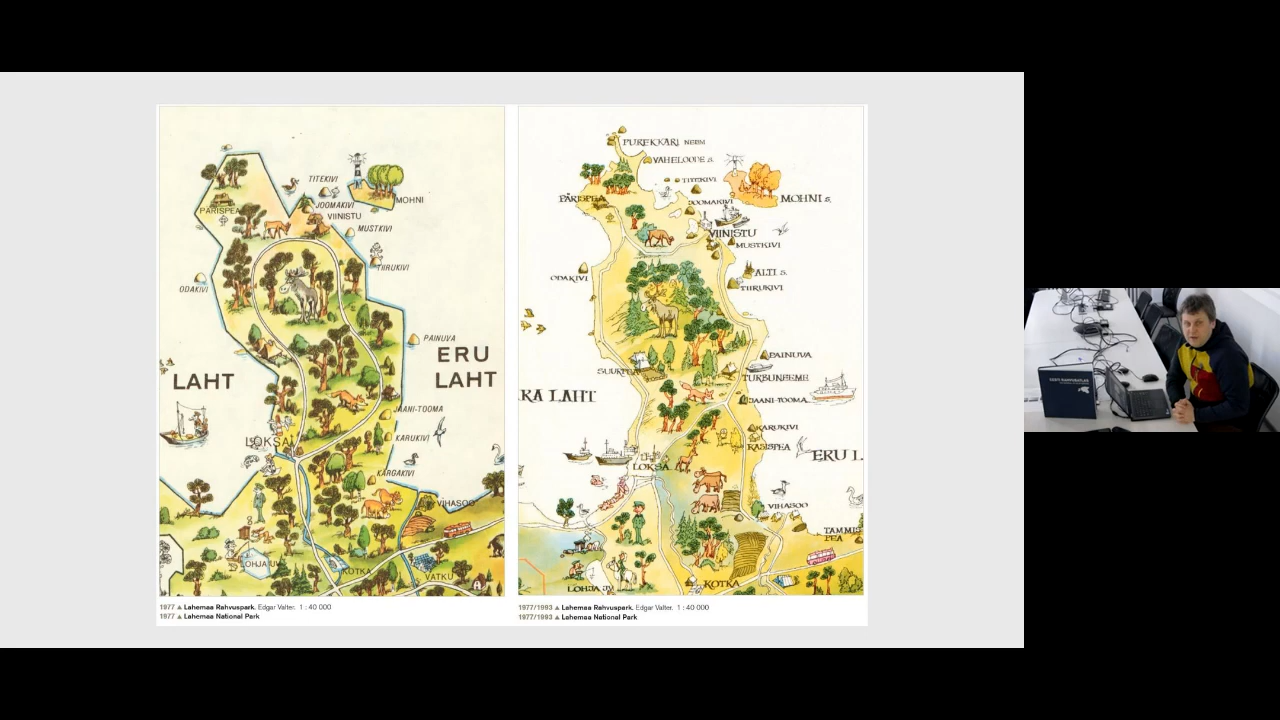 TITEKIVI
MOHNI
PÄRISPEA
JOOMAKIVI
VIINISTU
MUSTKIVI
TIIRUKIVI
ODAKIVI
PAINUVA
ERU
LAHT
LAHT
JAANI-TOOMA
LOKSA
KARUKIVI
KARGAKIVI
VIHASOO
KOTKA
VATKU
1977 ▲ Lahemaa Rahvuspark. Edgar Valter. 1 : 40 000
1977 ▲ Lahemaa National Park
PUREKKARI NEEM
VAHELOODE S.
TITEKIVI
PÄRISPEA
JOOMAKIVI
MOHNI S.
VIINISTU
MUSTKIVI
ODAKIVI
ALTI S.
TIIRUKIVI
PAINUVA
SUURPEA
TURBUNEEME
KA LAHT
JAANI-TOOMA
KARUKIVI
KASISPEA
ERU L
LOKSA
VIHASOO
TAMMIS
PEA
LOHJA JV
KOTKA
1977/1993 ▲ Lahemaa Rahvuspark. Edgar Valter. 1 : 40 000
1977/1993 ▲ Lahemaa National Park